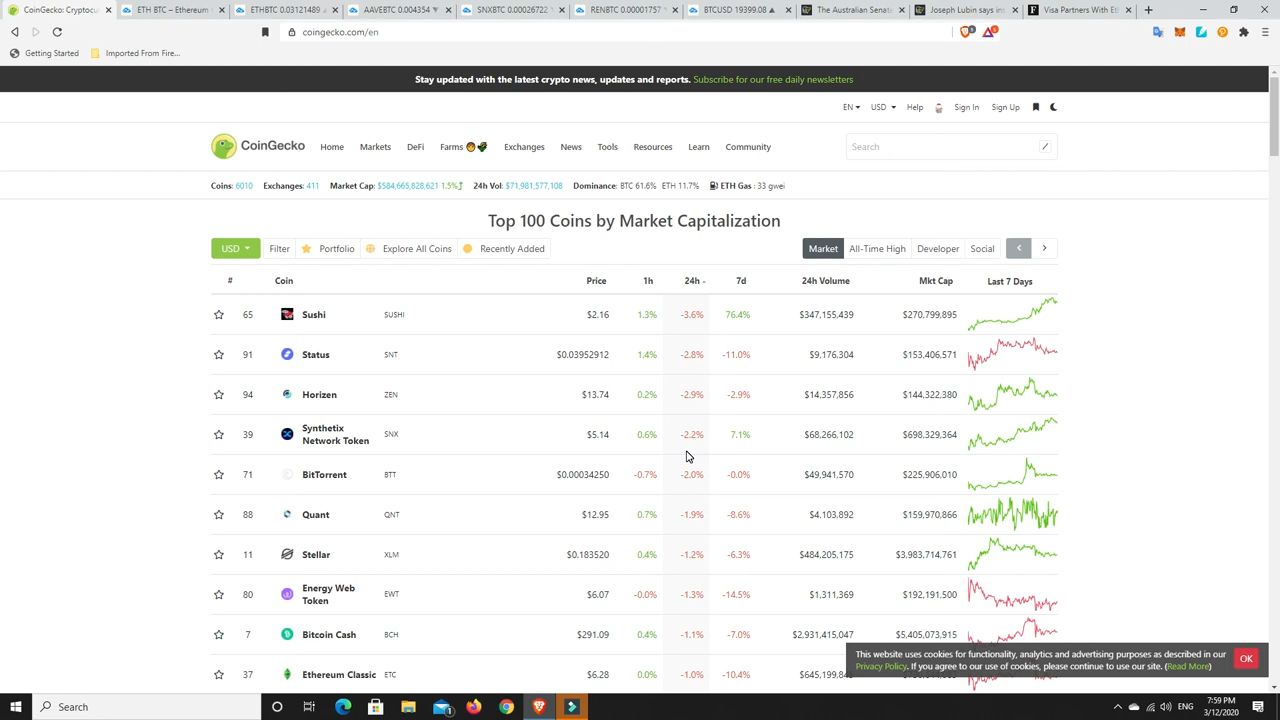 CoinGecko: Cryptocu
ETH BTC – Ethereum
ETHBTC 0.03121489
AAVEBTC 0.004354
SNXBTC 0.00026722
RENBTC 0.00001757
BTCUSD 19399.08
The Australian Senate
Joseph Lubin says in
Visa Partners With Et
coingecko.com/en
Getting Started Imported From Fire...
Stay updated with the latest crypto news, updates and reports. Subscribe for our free daily newsletters
EN USD Help Sign In Sign Up
CoinGecko Home Markets DeFi Farms Exchanges News Tools Resources Learn Community Search /
Coins: 6010 Exchanges: 411 Market Cap: $584,665,828,621 1.5% 24h Vol: $71,981,577,108 Dominance: BTC 61.6% ETH 11.7% ETH Gas : 33 gwei
Top 100 Coins by Market Capitalization
USD Filter Portfolio Explore All Coins Recently Added Market All-Time High Developer Social
# Coin Price 1h 24h 7d 24h Volume Mkt Cap Last 7 Days
65 Sushi SUSHI $2.16 1.3% -3.6% 76.4% $347,155,439 $270,799,895
91 Status SNT $0.03952912 1.4% -2.8% -11.0% $9,176,304 $153,406,571
94 Horizen ZEN $13.74 0.2% -2.9% -2.9% $14,357,856 $144,322,380
39 Synthetix Network Token SNX $5.14 0.6% -2.2% 7.1% $68,266,102 $698,329,364
71 BitTorrent BTT $0.00034250 -0.7% -2.0% -0.0% $49,941,570 $225,906,010
88 Quant QNT $12.95 0.7% -1.9% -8.6% $4,103,892 $159,970,866
11 Stellar XLM $0.183520 0.4% -1.2% -6.3% $484,205,175 $3,983,714,761
80 Energy Web Token EWT $6.07 -0.0% -1.3% -14.5% $1,311,369 $192,191,500
7 Bitcoin Cash BCH $291.09 0.4% -1.1% -7.0% $2,931,415,047 $5,405,073,915
37 Ethereum Classic ETC $6.28 0.0% -1.0% -10.4%
This website uses cookies for functionality, analytics and advertising purposes as described in our
Privacy Policy. If you agree to our use of cookies, please continue to use our site. (Read More)
OK
Search
ENG
7:59 PM
3/12/2020